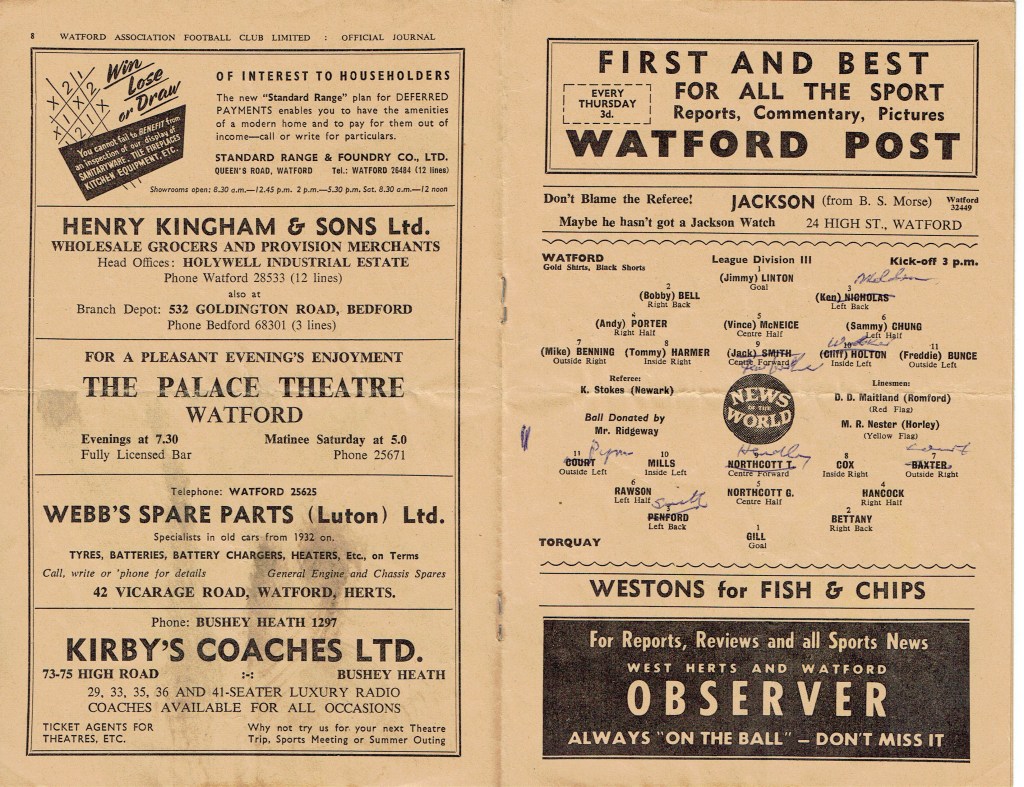 8 WATFORD ASSOCIATION FOOTBALL CLUB LIMITED : OFFICIAL JOURNAL
Win
Lose
or Draw
You cannot fail to BENEFIT from
an inspection of our display of
SANITARYWARE, TILE FIREPLACES
KITCHEN EQUIPMENT, ETC.
OF INTEREST TO HOUSEHOLDERS
The new "Standard Range" plan for DEFERRED
PAYMENTS enables you to have the amenities
of a modern home and to pay for them out of
income—call or write for particulars.
STANDARD RANGE & FOUNDRY CO., LTD.
QUEEN'S ROAD, WATFORD Tel.: WATFORD 26484 (12 lines)
Showrooms open: 8.30 a.m.—12.45 p.m. 2 p.m.—5.30 p.m. Sat. 8.30 a.m.—12 noon
HENRY KINGHAM & SONS Ltd.
WHOLESALE GROCERS AND PROVISION MERCHANTS
Head Offices: HOLYWELL INDUSTRIAL ESTATE
Phone Watford 28533 (12 lines)
also at
Branch Depot: 532 GOLDINGTON ROAD, BEDFORD
Phone Bedford 68301 (3 lines)
FOR A PLEASANT EVENING'S ENJOYMENT
THE PALACE THEATRE
WATFORD
Evenings at 7.30 Matinee Saturday at 5.0
Fully Licensed Bar Phone 25671
Telephone: WATFORD 25625
WEBB'S SPARE PARTS (Luton) Ltd.
Specialists in old cars from 1932 on.
TYRES, BATTERIES, BATTERY CHARGERS, HEATERS, Etc., on Terms
Call, write or 'phone for details General Engine and Chassis Spares
42 VICARAGE ROAD, WATFORD, HERTS.
Phone: BUSHEY HEATH 1297
KIRBY'S COACHES LTD.
73-75 HIGH ROAD :-: BUSHEY HEATH
29, 33, 35, 36 AND 41-SEATER LUXURY RADIO
COACHES AVAILABLE FOR ALL OCCASIONS
TICKET AGENTS FOR
THEATRES, ETC.
Why not try us for your next Theatre
Trip, Sports Meeting or Summer Outing
FIRST AND BEST
EVERY
THURSDAY
3d.
FOR ALL THE SPORT
Reports, Commentary, Pictures
WATFORD POST
Don't Blame the Referee! JACKSON (from B. S. Morse) Watford
32449
Maybe he hasn't got a Jackson Watch 24 HIGH ST., WATFORD
WATFORD League Division III Kick-off 3 p.m.
Gold Shirts, Black Shorts
1
(Jimmy) LINTON
Goal
2 3
(Bobby) BELL (Ken) NICHOLAS
Right Back Left Back
4 5 6
(Andy) PORTER (Vince) McNEICE (Sammy) CHUNG
Right Half Centre Half Left Half
7 8 9 10 11
(Mike) BENNING (Tommy) HARMER (Jack) SMITH (Cliff) HOLTON (Freddie) BUNCE
Outside Right Inside Right Centre Forward Inside Left Outside Left
Referee:
K. Stokes (Newark)
Ball Donated by
Mr. Ridgeway
NEWS
OF THE
WORLD
Linesmen:
D. D. Maitland (Romford)
(Red Flag)
M. R. Nester (Horley)
(Yellow Flag)
Pym
11 10 8 7
COURT MILLS NORTHCOTT T. COX BAXTER
Outside Left Inside Left Centre Forward Inside Right Outside Right
6 5 4
RAWSON NORTHCOTT G. HANCOCK
Left Half Centre Half Right Half
Smith
3 2
PENFORD BETTANY
Left Back Right Back
1
GILL
Goal
TORQUAY
WESTONS for FISH & CHIPS
For Reports, Reviews and all Sports News
WEST HERTS AND WATFORD
OBSERVER
ALWAYS "ON THE BALL" – DON'T MISS IT